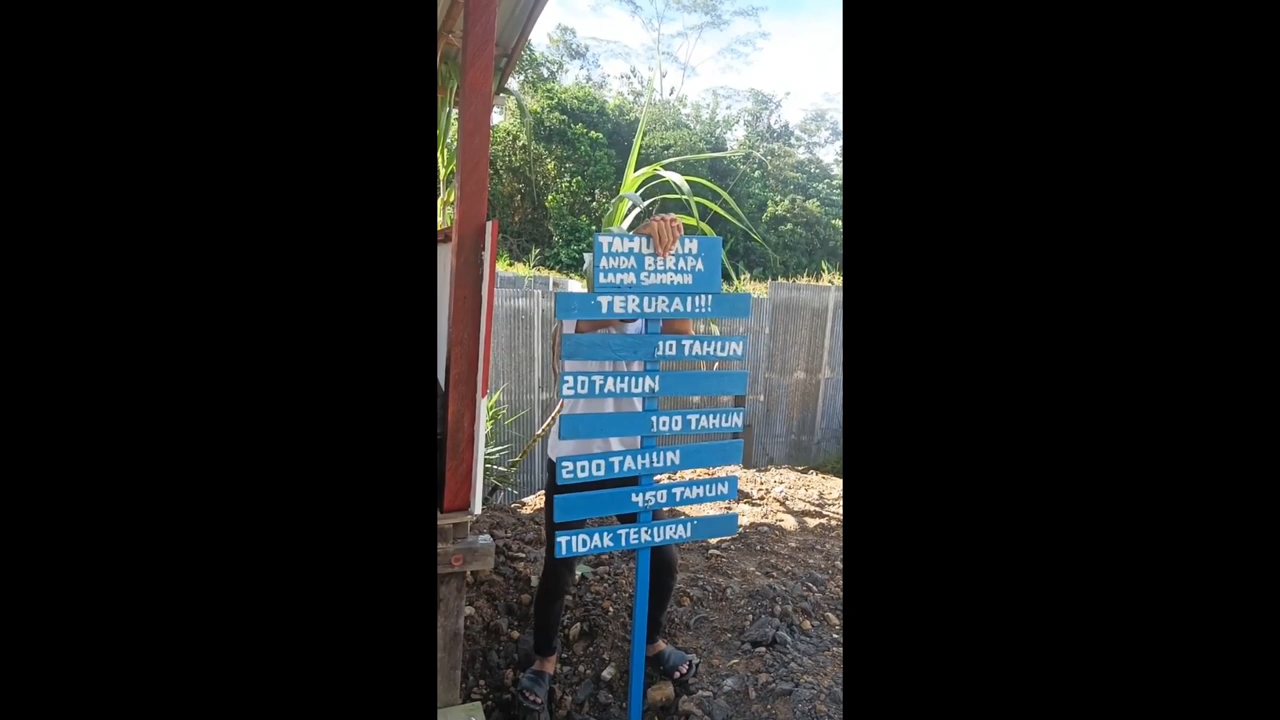 ANDA BERAPA
LAMA SAMPAH
TERURAI!!!
10 TAHUN
20 TAHUN
100 TAHUN
200 TAHUN
450 TAHUN
TIDAK TERURAI